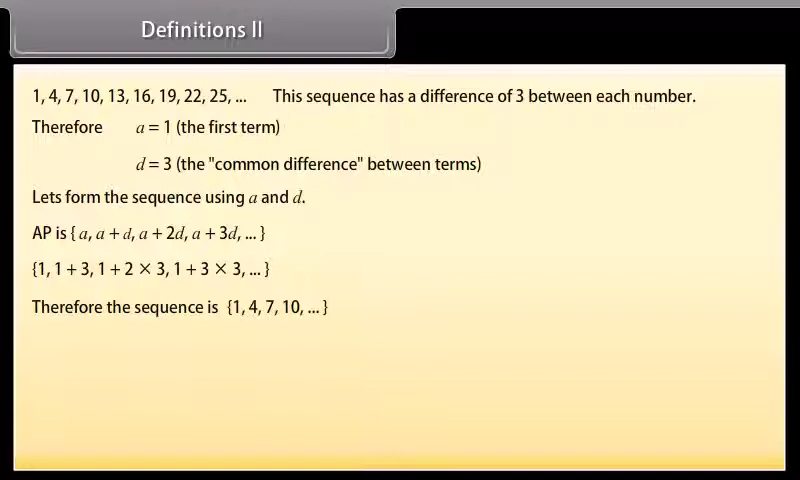 Definitions II
1, 4, 7, 10, 13, 16, 19, 22, 25, ... This sequence has a difference of 3 between each number.
Therefore a = 1 (the first term)
d = 3 (the "common difference" between terms)
Lets form the sequence using a and d.
AP is { a, a + d, a + 2d, a + 3d, ... }
{1, 1 + 3, 1 + 2 × 3, 1 + 3 × 3, ... }
Therefore the sequence is {1, 4, 7, 10, ... }